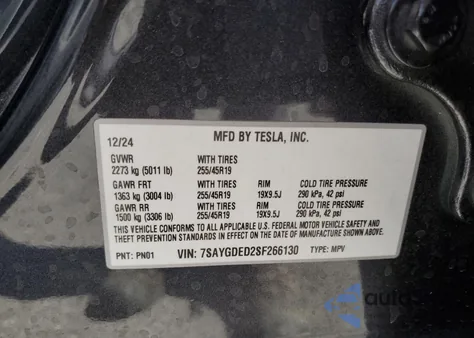 12/24 MFD BY TESLA, INC.
GVWR WITH TIRES
2273 kg (5011 lb) 255/45R19
GAWR FRT WITH TIRES RIM COLD TIRE PRESSURE
1363 kg (3004 lb) 255/45R19 19X9.5J 290 kPa, 42 psi
GAWR RR WITH TIRES RIM COLD TIRE PRESSURE
1500 kg (3306 lb) 255/45R19 19X9.5J 290 kPa, 42 psi
THIS VEHICLE CONFORMS TO ALL APPLICABLE U.S. FEDERAL MOTOR VEHICLE SAFETY AND
THEFT PREVENTION STANDARDS IN EFFECT ON THE DATE OF MANUFACTURE SHOWN ABOVE.
PNT: PN01 VIN: 7SAYGDED2SF266130 TYPE: MPV